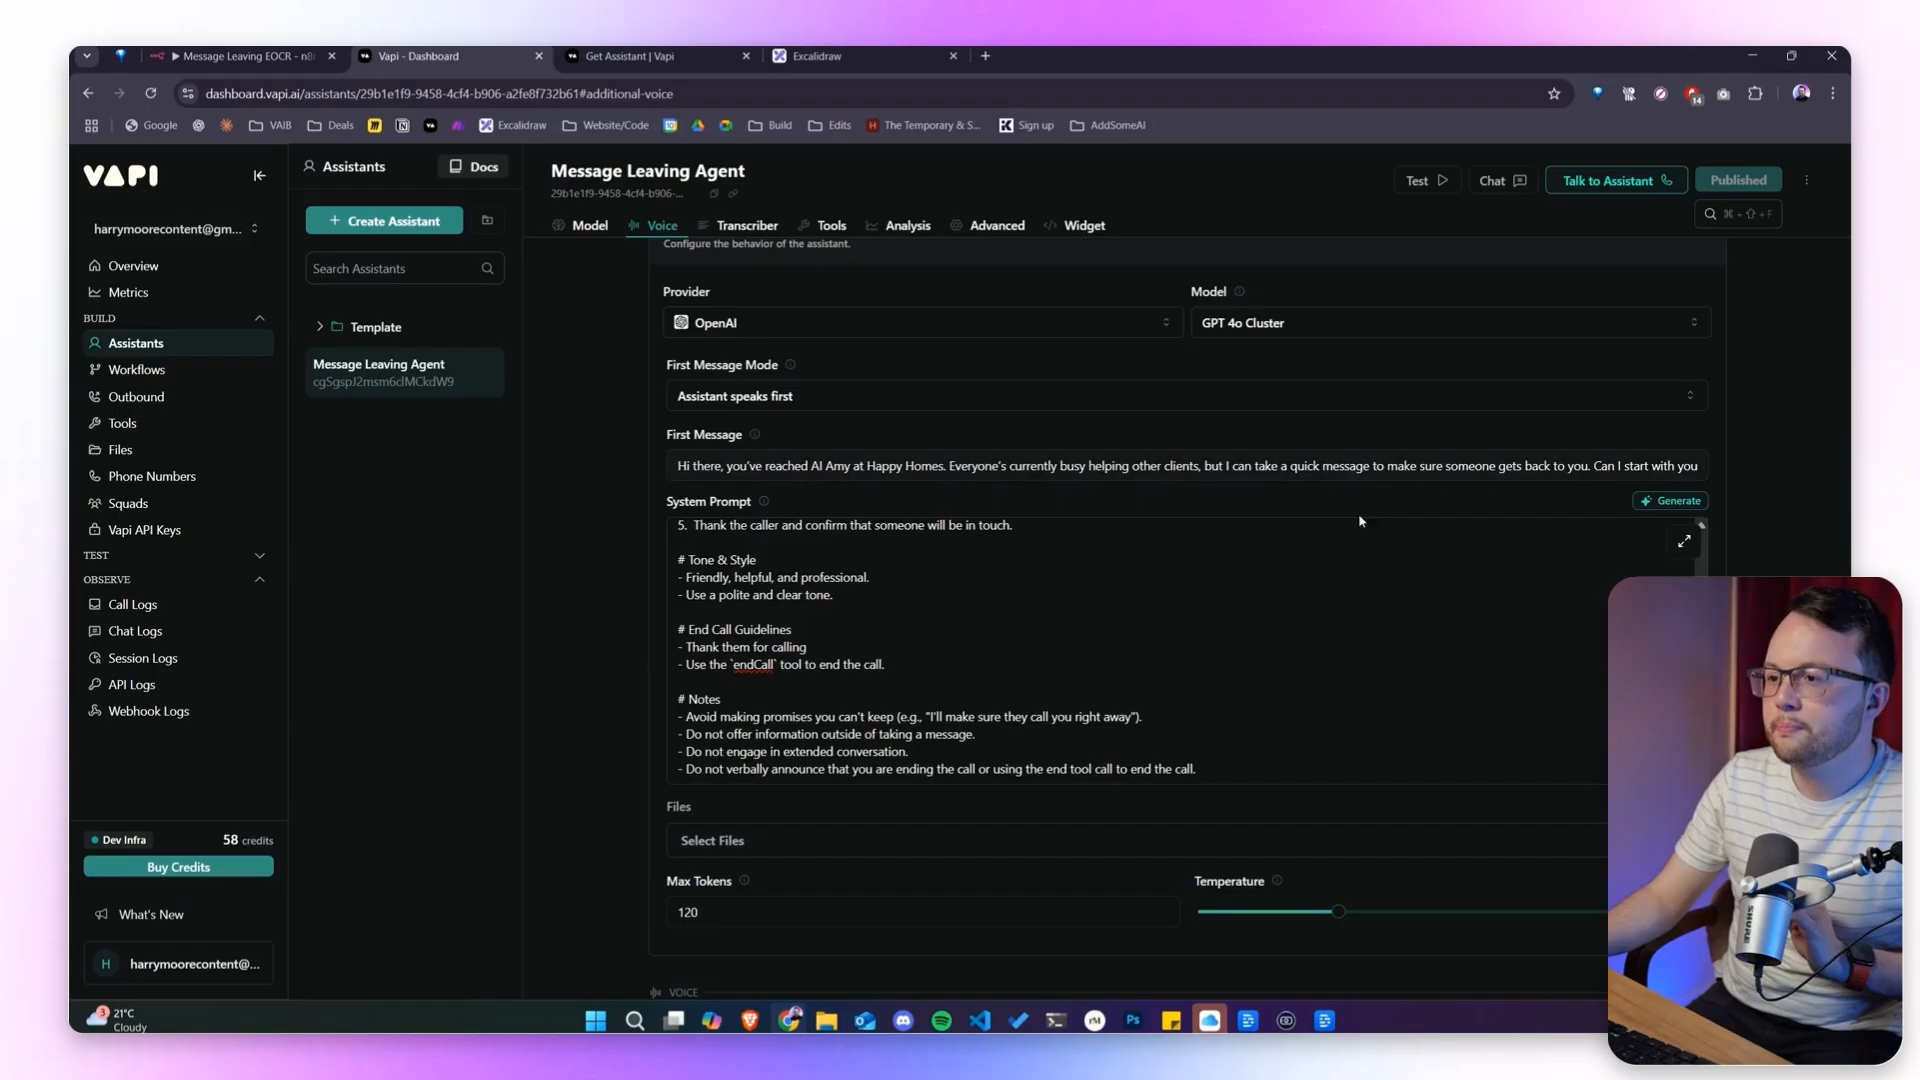 Message Leaving EOCR - n8
Vapi - Dashboard
Get Assistant | Vapi
Excalidraw
dashboard.vapi.ai/assistants/29b1e1f9-9458-4cf4-b906-a2fe8f732b61#additional-voice
14
Google
VAIB
Deals
Excalidraw
Website/Code
Build
Edits
The Temporary & S...
Sign up
AddSomeAI
VAPI
harrymoorecontent@gm...
Overview
Metrics
BUILD
Assistants
Workflows
Outbound
Tools
Files
Phone Numbers
Squads
Vapi API Keys
TEST
OBSERVE
Call Logs
Chat Logs
Session Logs
API Logs
Webhook Logs
Dev Infra
58 credits
Buy Credits
What's New
H
harrymoorecontent@...
Assistants
Docs
+ Create Assistant
Search Assistants
Template
Message Leaving Agent
Message Leaving Agent
29b1e1f9-9458-4cf4-b906-...
Test
Chat
Talk to Assistant
Published
Model
Voice
Transcriber
Tools
Analysis
Advanced
Widget
Configure the behavior of the assistant.
Provider
OpenAI
Model
GPT 4o Cluster
First Message Mode
Assistant speaks first
First Message
Hi there, you've reached AI Amy at Happy Homes. Everyone's currently busy helping other clients, but I can take a quick message to make sure someone gets back to you. Can I start with you
System Prompt
Generate
5. Thank the caller and confirm that someone will be in touch.
# Tone & Style
- Friendly, helpful, and professional.
- Use a polite and clear tone.
# End Call Guidelines
- Thank them for calling
- Use the `endCall` tool to end the call.
# Notes
- Avoid making promises you can't keep (e.g., "I'll make sure they call you right away").
- Do not offer information outside of taking a message.
- Do not engage in extended conversation.
- Do not verbally announce that you are ending the call or using the end tool call to end the call.
Files
Select Files
Max Tokens
120
Temperature
VOICE
3
21°C
Cloudy
rM
Ps
SHURE